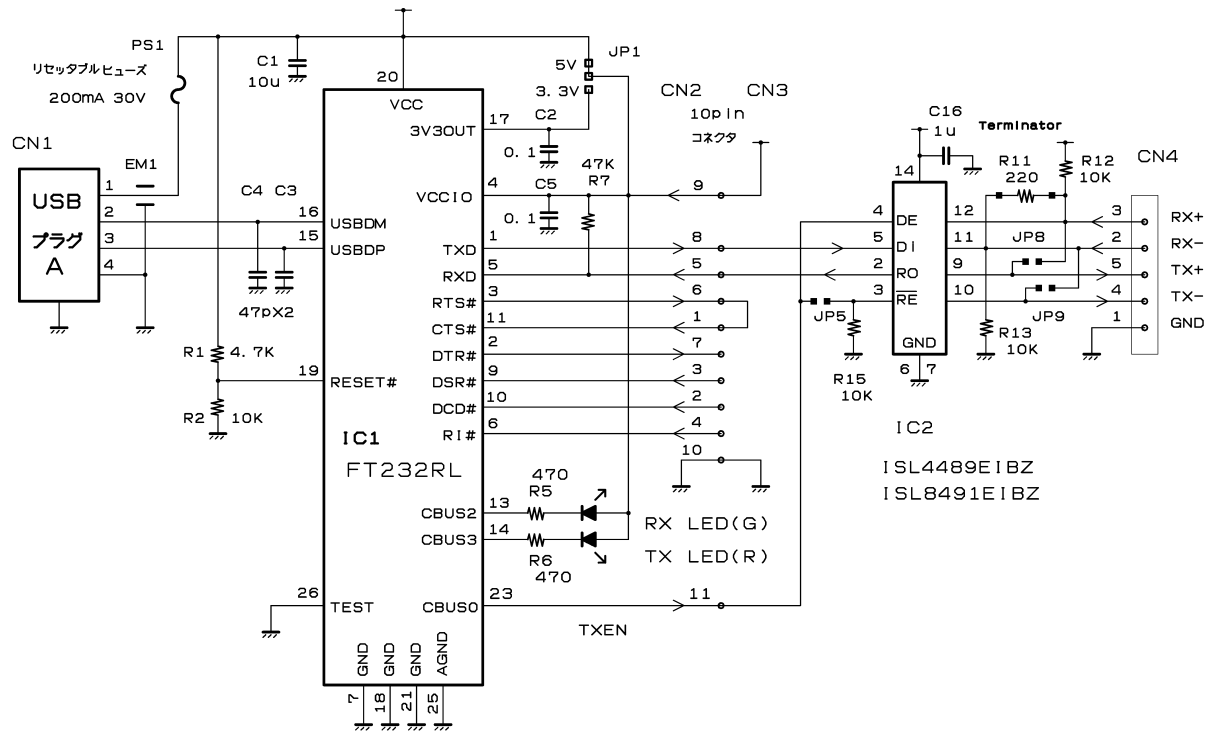 PS1
リセッタブルヒューズ
200mA 30V
CN1
EM1
USB
プラグ
A
1
2
3
4
C4
C3
47pX2
R1
4.7K
R2
10K
C1
10u
20
VCC
16
USBDM
15
USBDP
19
RESET#
IC1
FT232RL
26
TEST
7
GND
18
GND
21
GND
25
AGND
17
3V3OUT
4
VCCIO
1
TXD
5
RXD
3
RTS#
11
CTS#
2
DTR#
9
DSR#
10
DCD#
6
RI#
13
CBUS2
14
CBUS3
23
CBUS0
JP1
5V
3.3V
C2
0.1
C5
0.1
47K
R7
470
R5
R6
470
CN2
CN3
10pin
コネクタ
9
8
5
6
1
7
3
2
4
10
11
RX LED(G)
TX LED(R)
TXEN
C16
1u
Terminator
14
4
DE
5
DI
2
RO
3
RE
GND
6
7
12
11
9
10
JP5
R15
10K
R11
220
R12
10K
JP8
JP9
R13
10K
CN4
3
RX+
2
RX-
5
TX+
4
TX-
1
GND
IC2
ISL4489EIBZ
ISL8491EIBZ